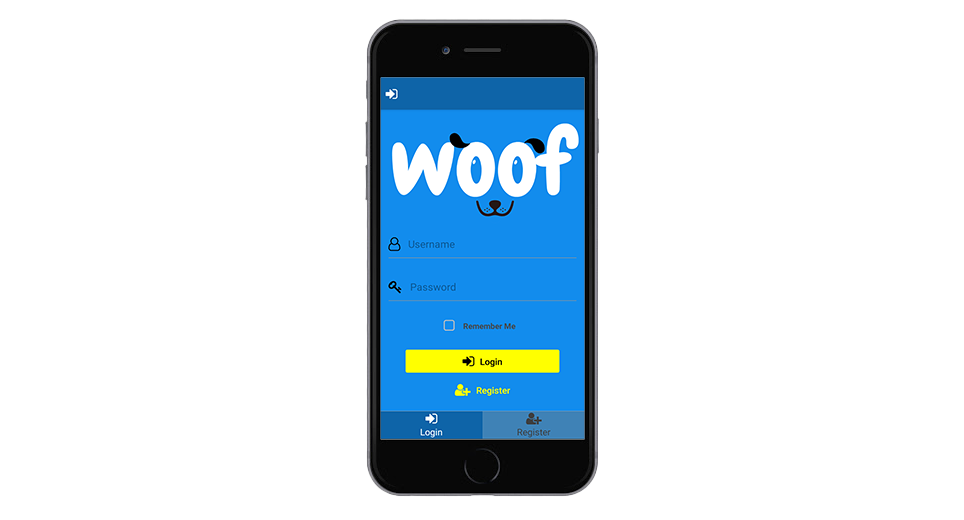 woof
Username
Password
Remember Me
Login
Register
Login Register